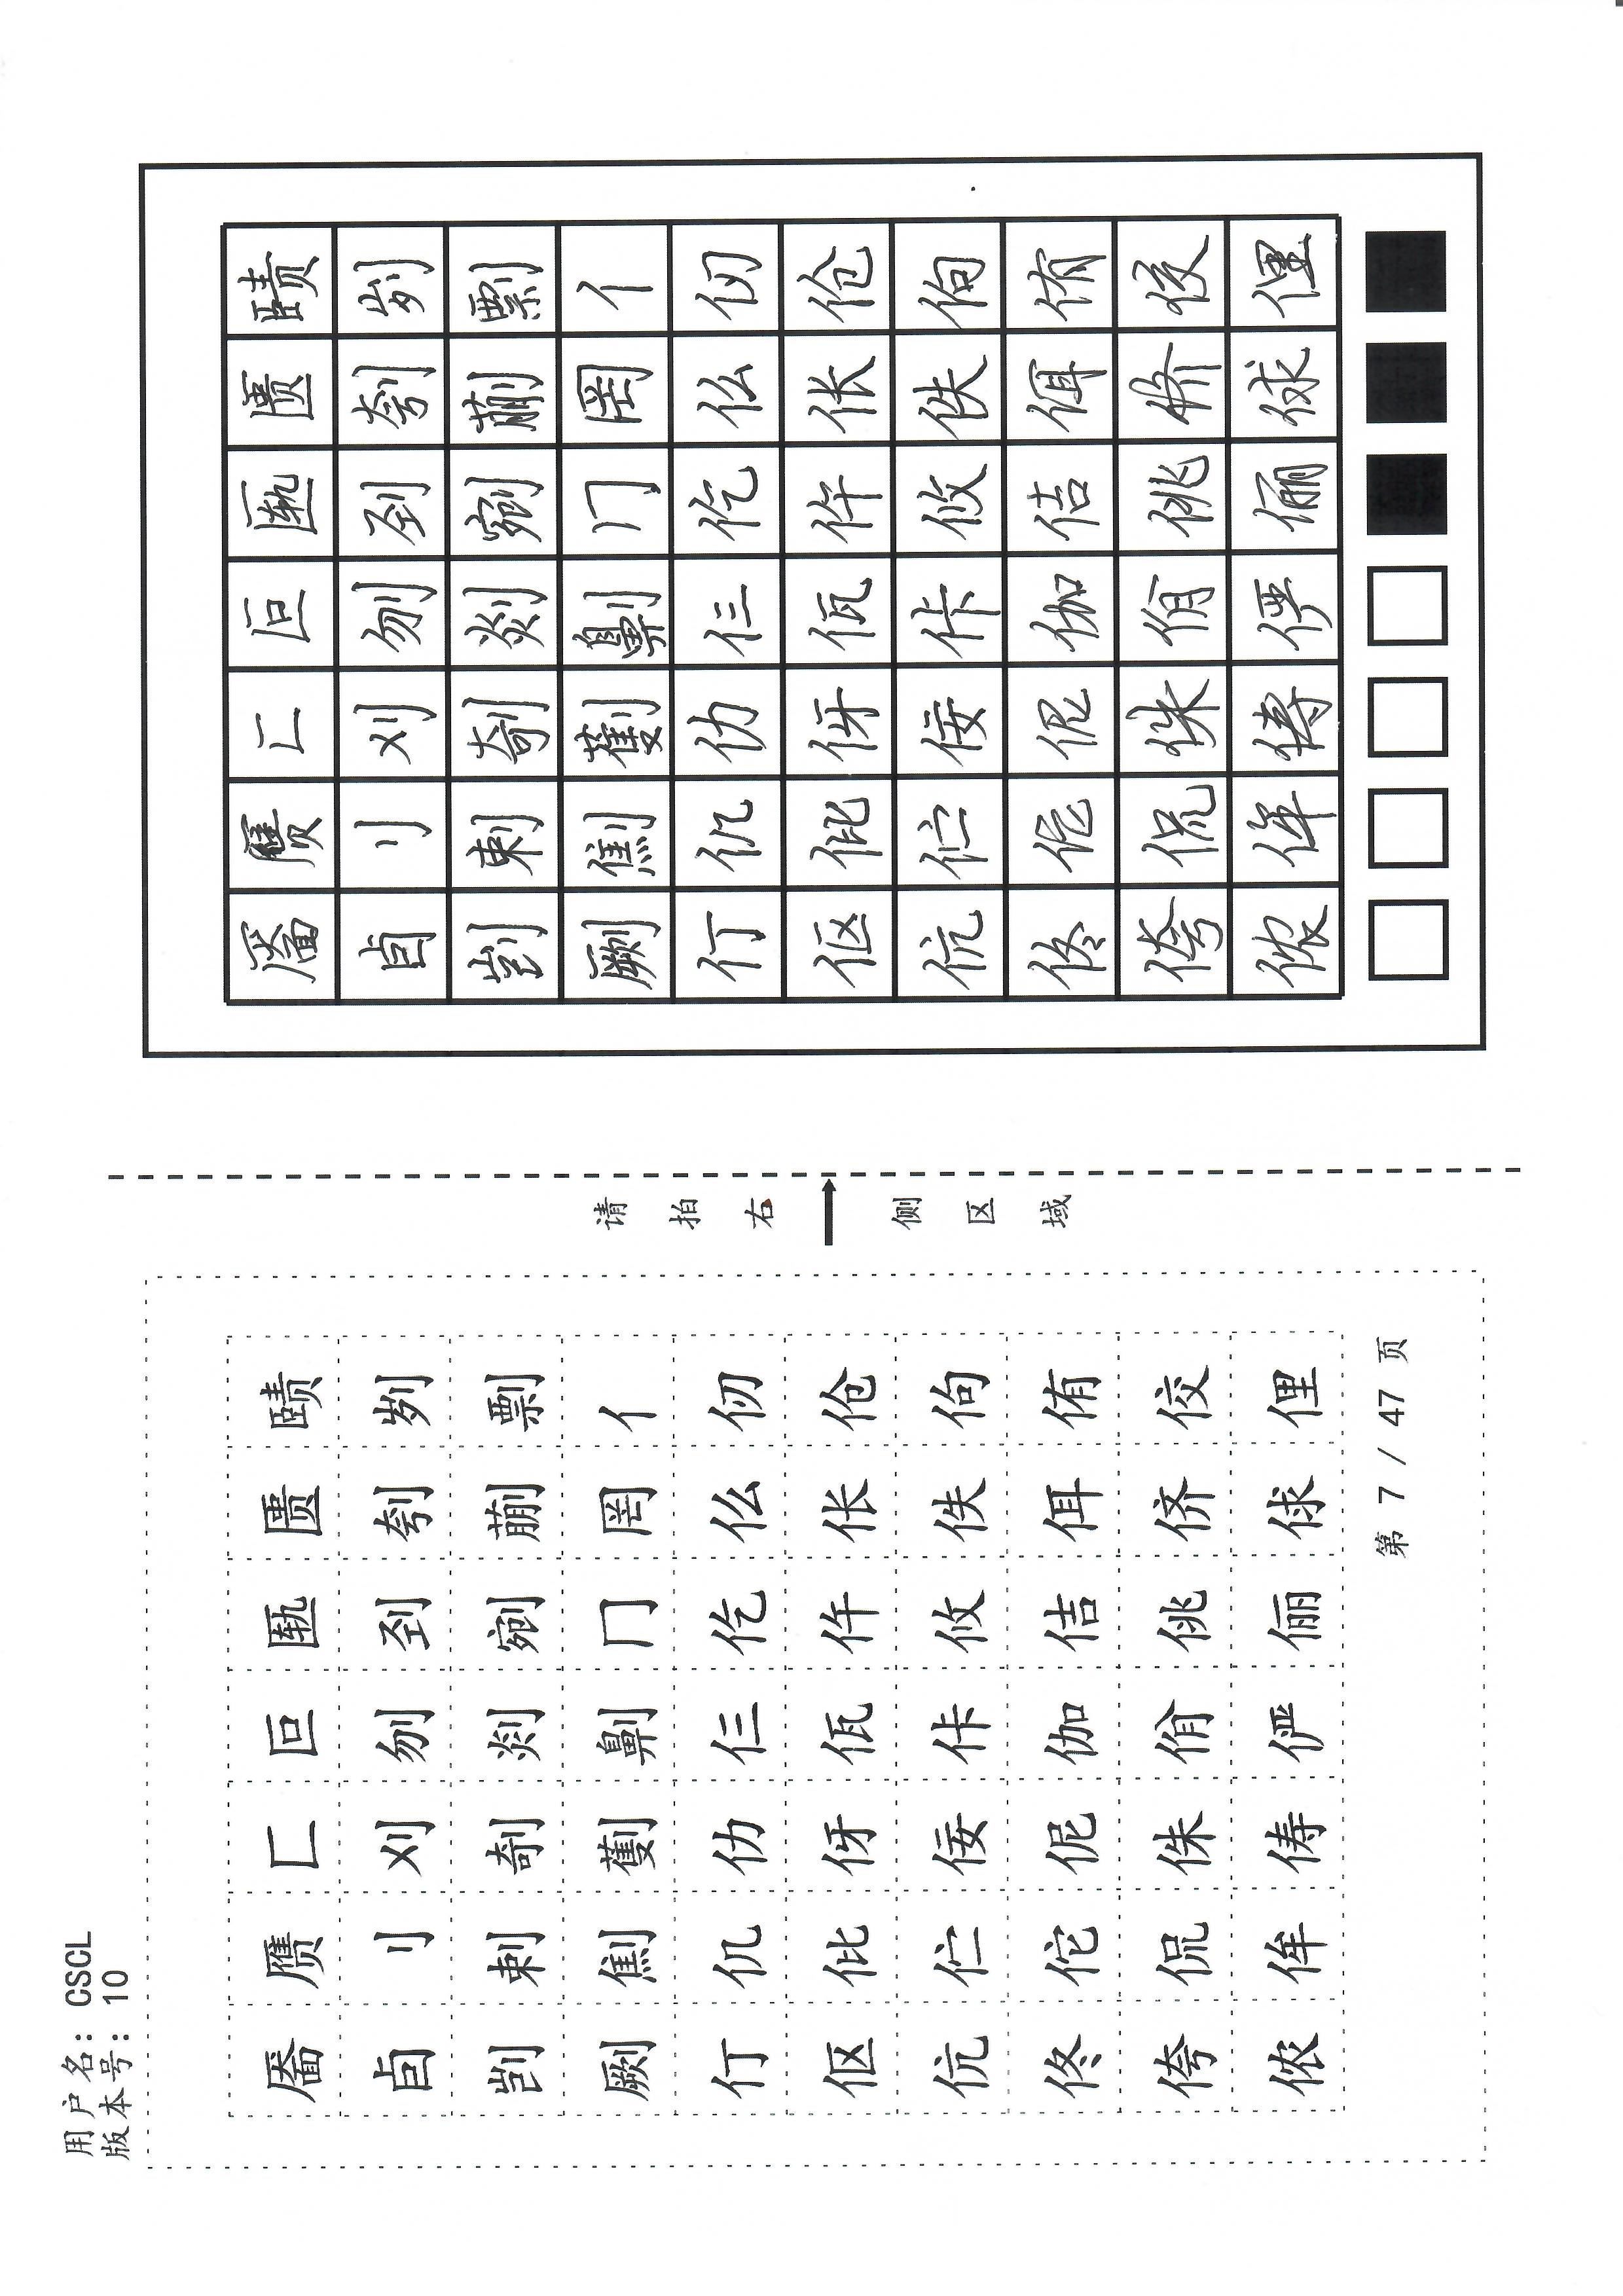 用户名: CSCL
版本号: 10
靥 赝 匚 叵 匦 匮 赜
卣 刂 刈 刎 刭 刳 刿
剀 剌 剞 剡 剜 蒯 剽
劂 劁 劐 劓 冂 罔 亻
仃 仉 仂 仨 仡 仫 仞
伛 仳 伢 佤 仵 伥 伧
伉 伫 佞 佧 攸 佚 佝
佟 佗 伲 伽 佶 佴 侑
侉 侃 侏 佾 佻 侪 佼
侬 侔 俦 俨 俪 俅 俚
第 7 / 47 页
请拍右侧区域
靥 赝 匚 叵 匦 匮 赜
卣 刂 刈 刎 刭 刳 刿
剀 剌 剞 剡 剜 蒯 剽
劂 劁 劐 劓 冂 罔 亻
仃 仉 仂 仨 仡 仫 仞
伛 仳 伢 佤 仵 伥 伧
伉 伫 佞 佧 攸 佚 佝
佟 佗 伲 伽 佶 佴 侑
侉 侃 侏 佾 佻 侪 佼
侬 侔 俦 俨 俪 俅 俚